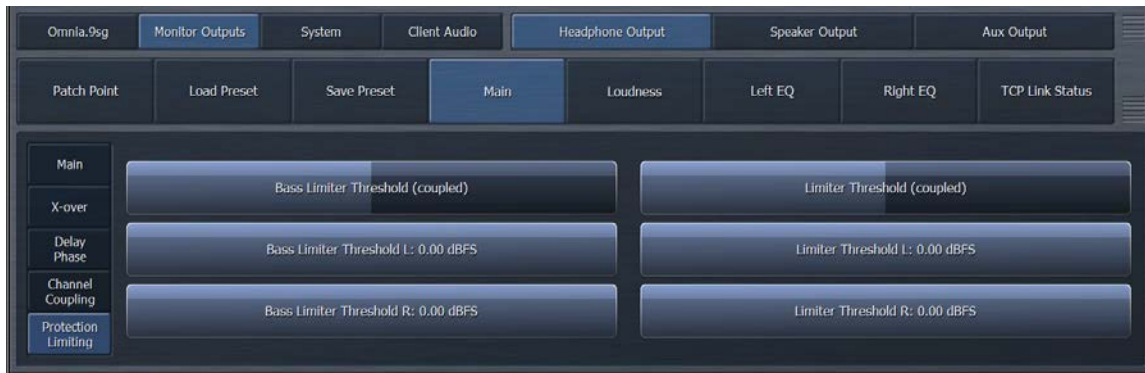 Omnia.9sg
Monitor Outputs
System
Client Audio
Headphone Output
Speaker Output
Aux Output
Patch Point
Load Preset
Save Preset
Main
Loudness
Left EQ
Right EQ
TCP Link Status
Main
X-over
Delay
Phase
Channel
Coupling
Protection
Limiting
Bass Limiter Threshold (coupled)
Limiter Threshold (coupled)
Bass Limiter Threshold L: 0.00 dBFS
Limiter Threshold L: 0.00 dBFS
Bass Limiter Threshold R: 0.00 dBFS
Limiter Threshold R: 0.00 dBFS